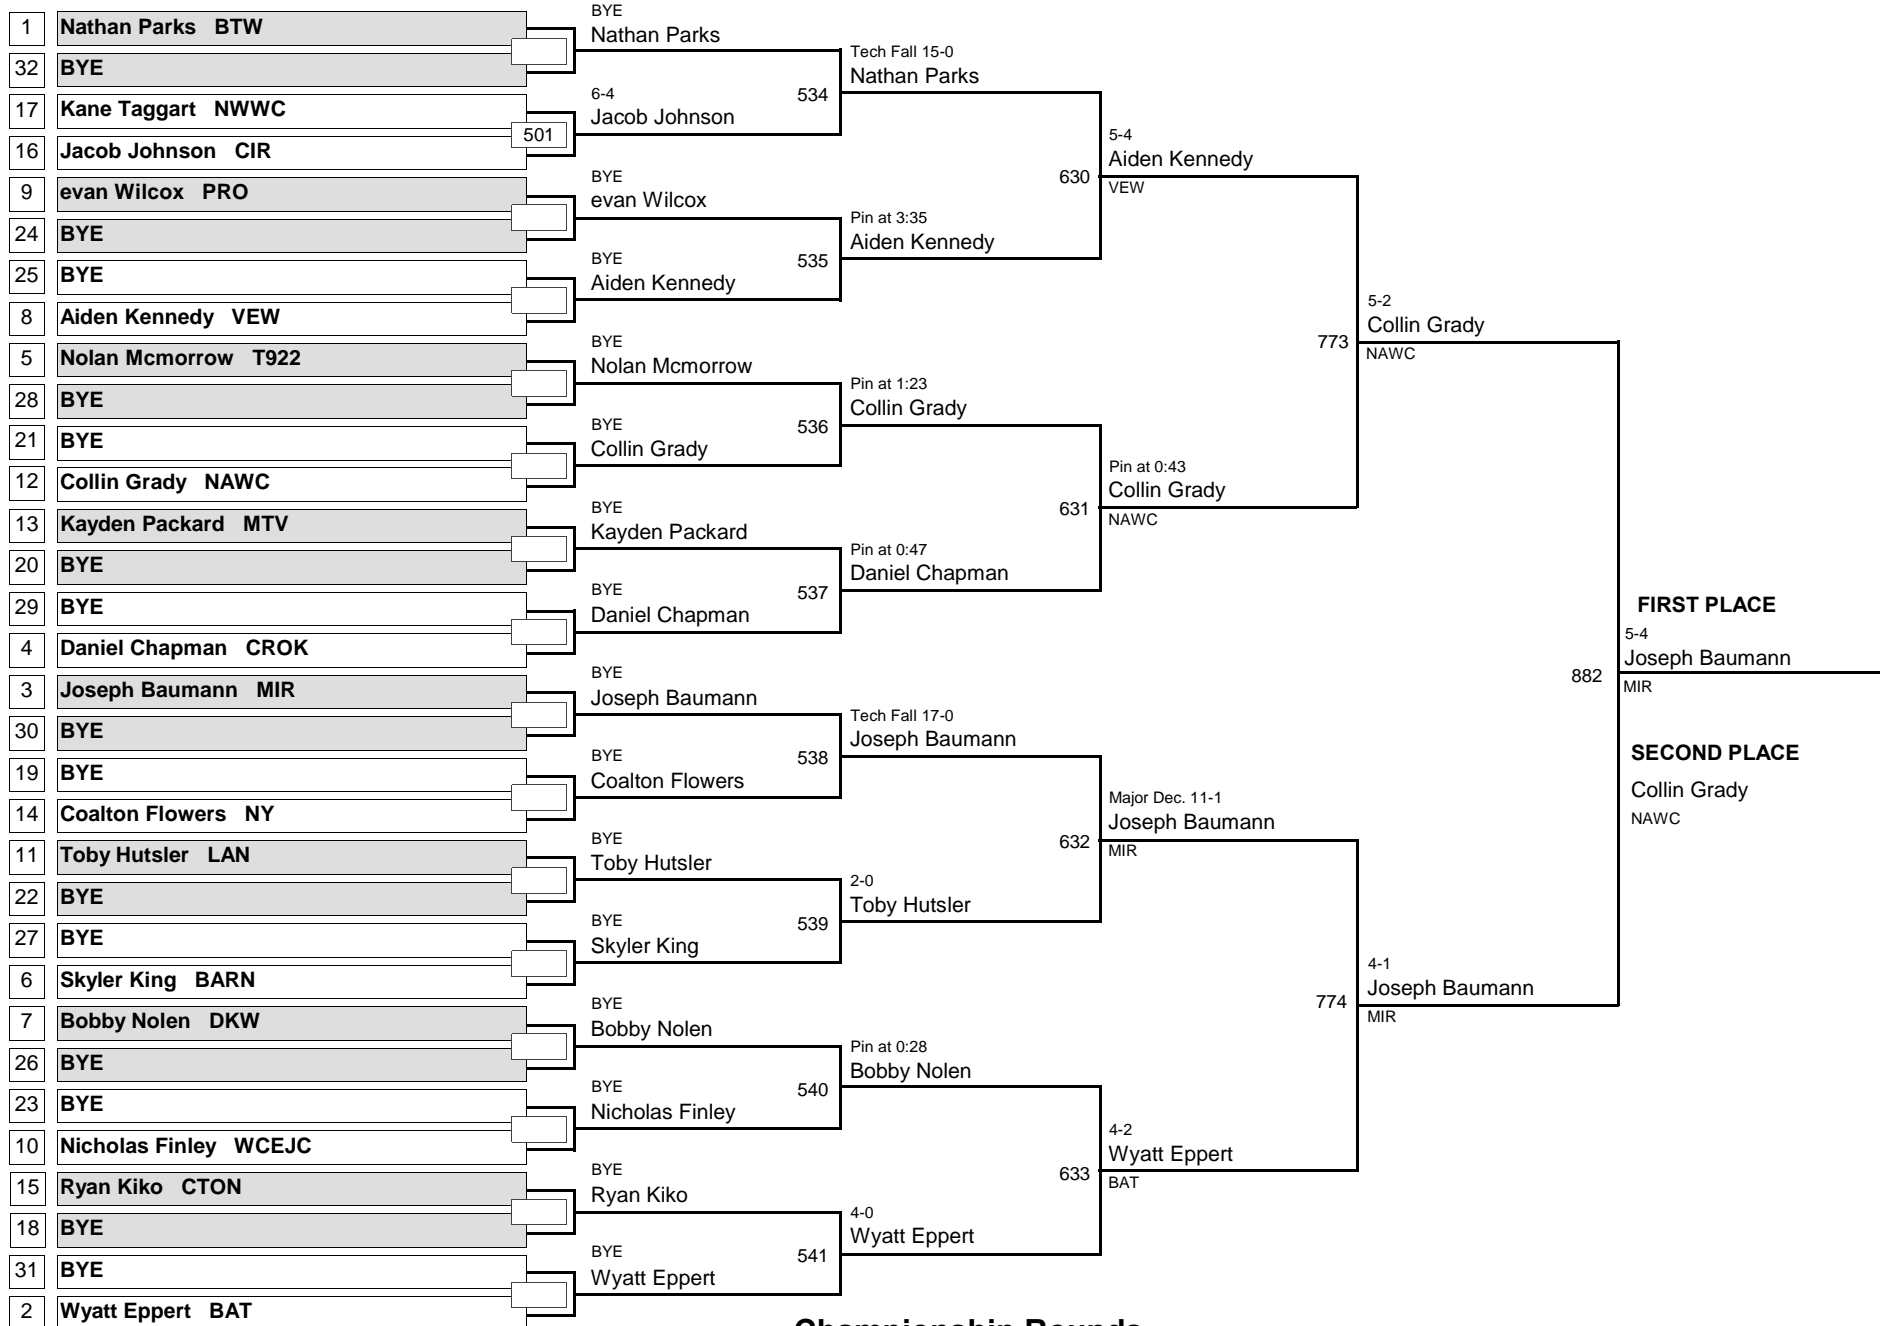 1 Nathan Parks BTW
32 BYE
17 Kane Taggart NWWC
501
16 Jacob Johnson CIR
9 evan Wilcox PRO
24 BYE
25 BYE
8 Aiden Kennedy VEW
5 Nolan Mcmorrow T922
28 BYE
21 BYE
12 Collin Grady NAWC
13 Kayden Packard MTV
20 BYE
29 BYE
4 Daniel Chapman CROK
3 Joseph Baumann MIR
30 BYE
19 BYE
14 Coalton Flowers NY
11 Toby Hutsler LAN
22 BYE
27 BYE
6 Skyler King BARN
7 Bobby Nolen DKW
26 BYE
23 BYE
10 Nicholas Finley WCEJC
15 Ryan Kiko CTON
18 BYE
31 BYE
2 Wyatt Eppert BAT
BYE
Nathan Parks
6-4
534
Jacob Johnson
BYE
evan Wilcox
BYE
535
Aiden Kennedy
BYE
Nolan Mcmorrow
BYE
536
Collin Grady
BYE
Kayden Packard
BYE
537
Daniel Chapman
BYE
Joseph Baumann
BYE
538
Coalton Flowers
BYE
Toby Hutsler
BYE
539
Skyler King
BYE
Bobby Nolen
BYE
540
Nicholas Finley
BYE
Ryan Kiko
BYE
541
Wyatt Eppert
Tech Fall 15-0
Nathan Parks
630
Pin at 3:35
Aiden Kennedy
Pin at 1:23
Collin Grady
631
Pin at 0:47
Daniel Chapman
Tech Fall 17-0
Joseph Baumann
632
2-0
Toby Hutsler
Pin at 0:28
Bobby Nolen
633
4-0
Wyatt Eppert
5-4
Aiden Kennedy
VEW
773
Pin at 0:43
Collin Grady
NAWC
Major Dec. 11-1
Joseph Baumann
MIR
774
4-2
Wyatt Eppert
BAT
5-2
Collin Grady
NAWC
882
4-1
Joseph Baumann
MIR
FIRST PLACE
5-4
Joseph Baumann
MIR
SECOND PLACE
Collin Grady
NAWC
Championship Rounds